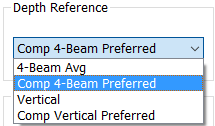 Depth Reference
Comp 4-Beam Preferred
4-Beam Avg
Comp 4-Beam Preferred
Vertical
Comp Vertical Preferred